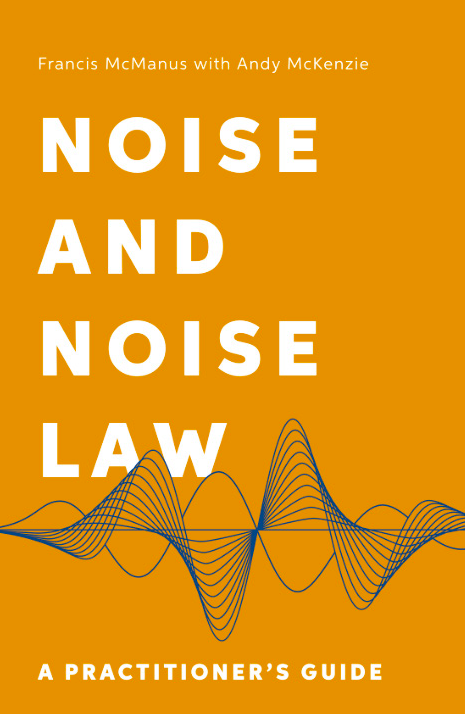 Francis McManus with Andy McKenzie
NOISE
AND
NOISE
LAW
A PRACTITIONER’S GUIDE